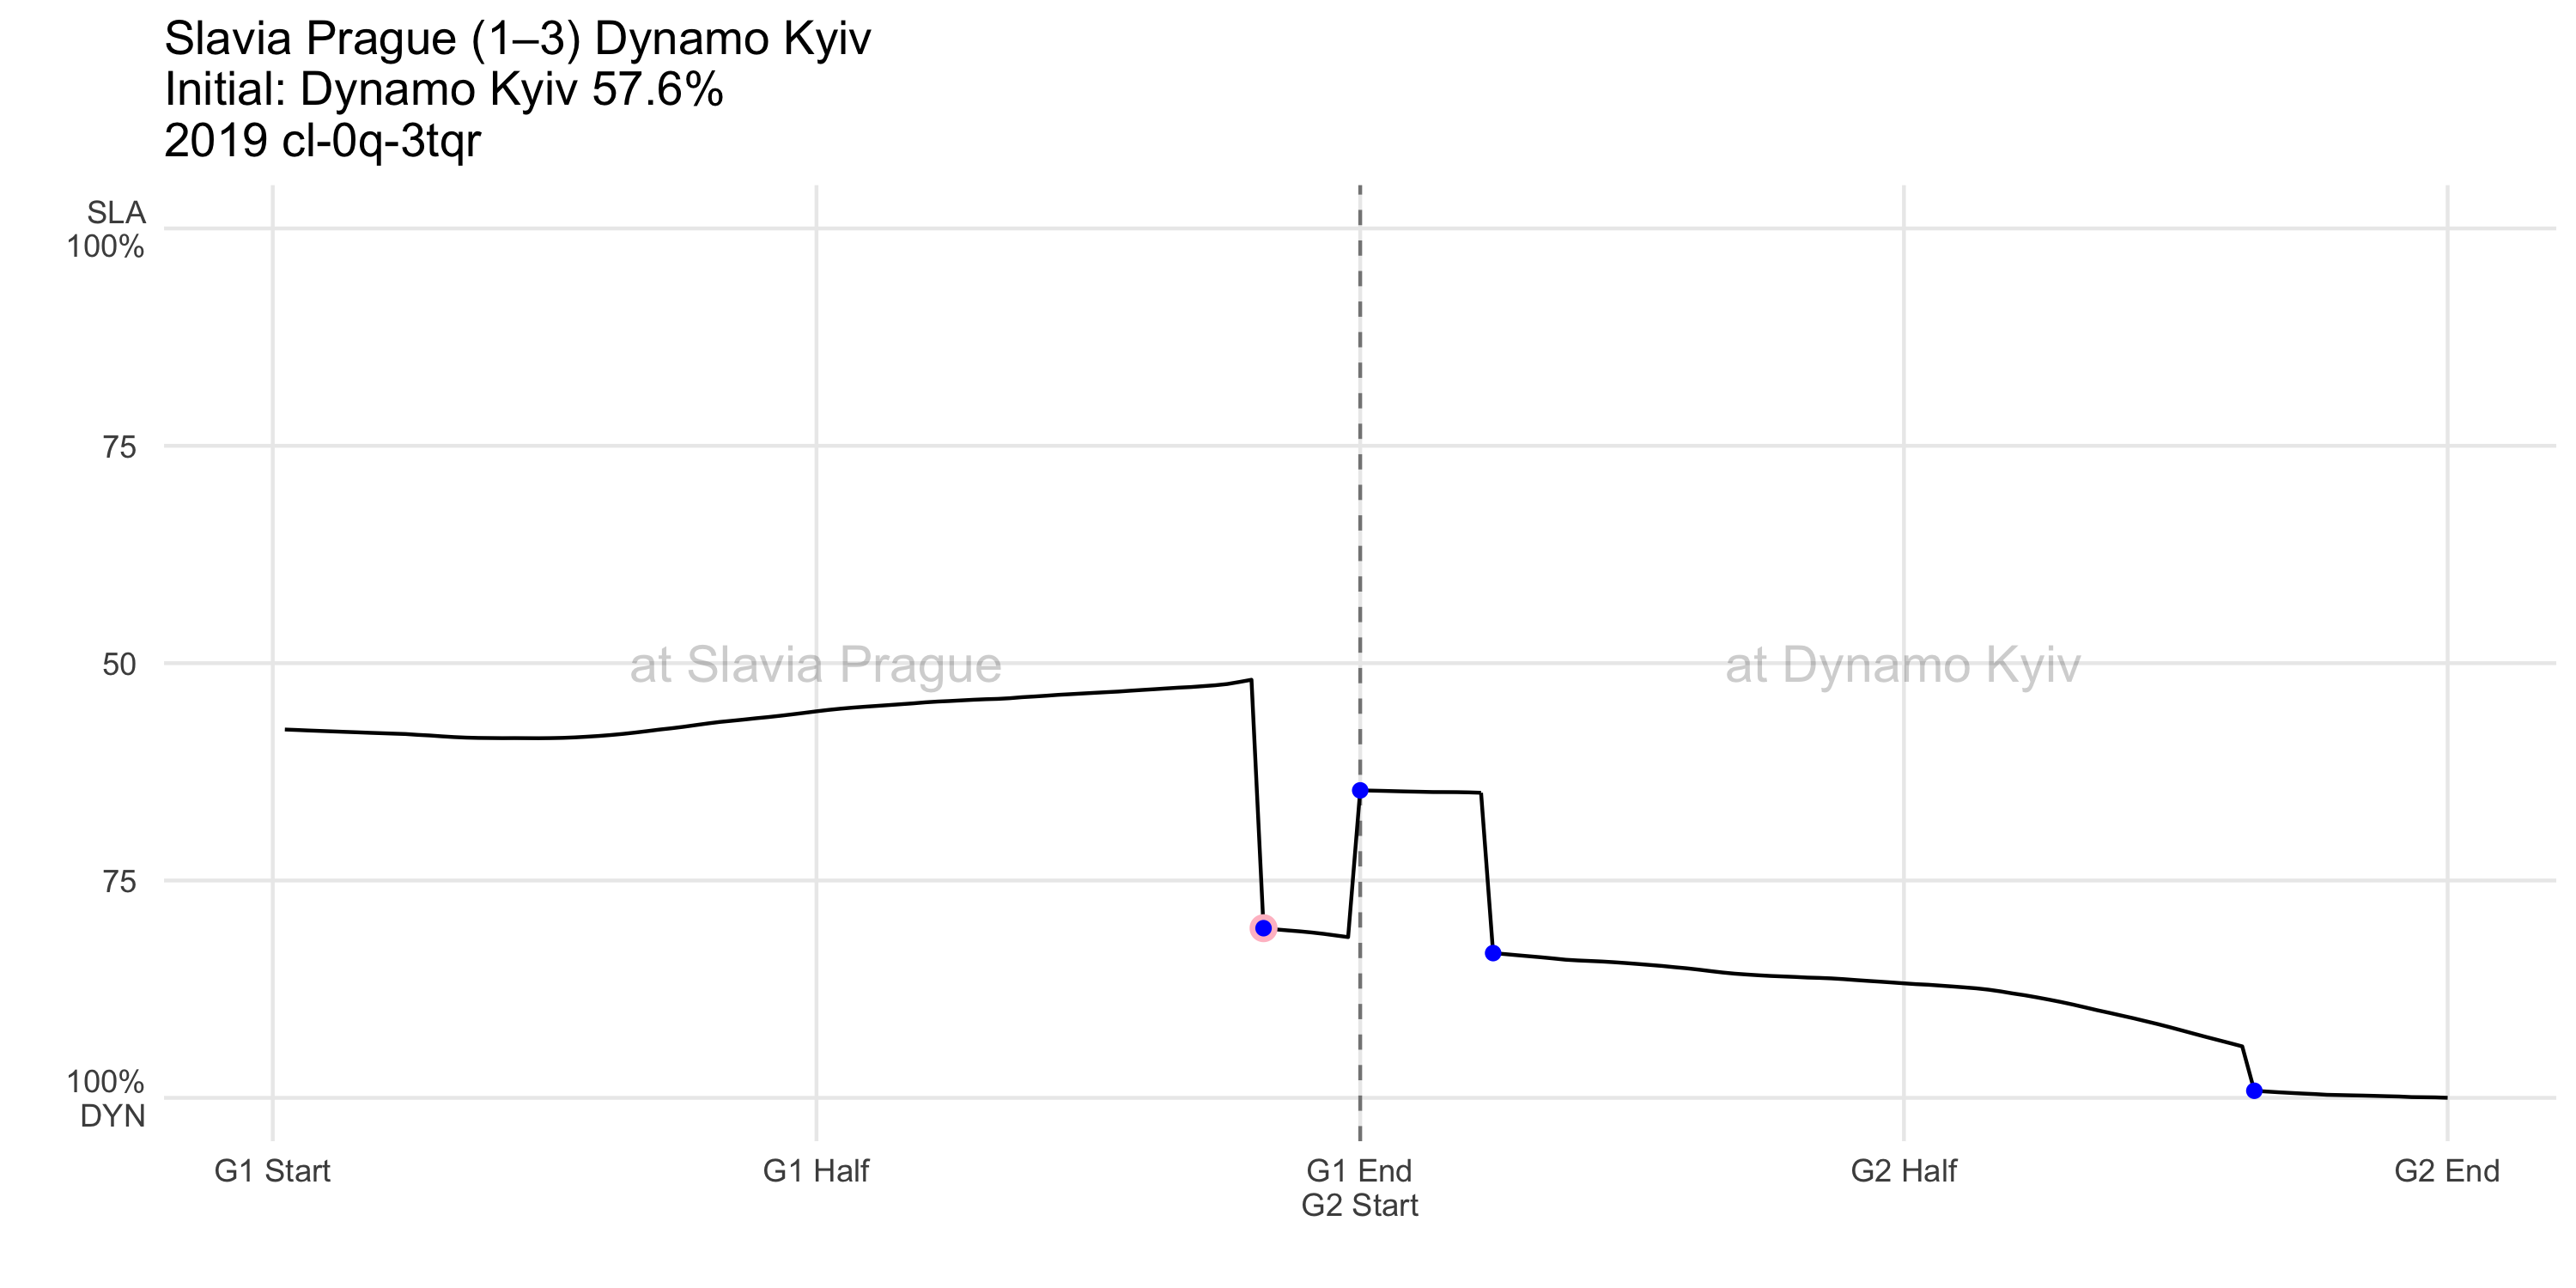 Slavia Prague (1–3) Dynamo Kyiv
Initial: Dynamo Kyiv 57.6%
2019 cl-0q-3tqr
SLA
100%
75
50
75
100%
DYN
at Slavia Prague
at Dynamo Kyiv
G1 Start
G1 Half
G1 End
G2 Start
G2 Half
G2 End